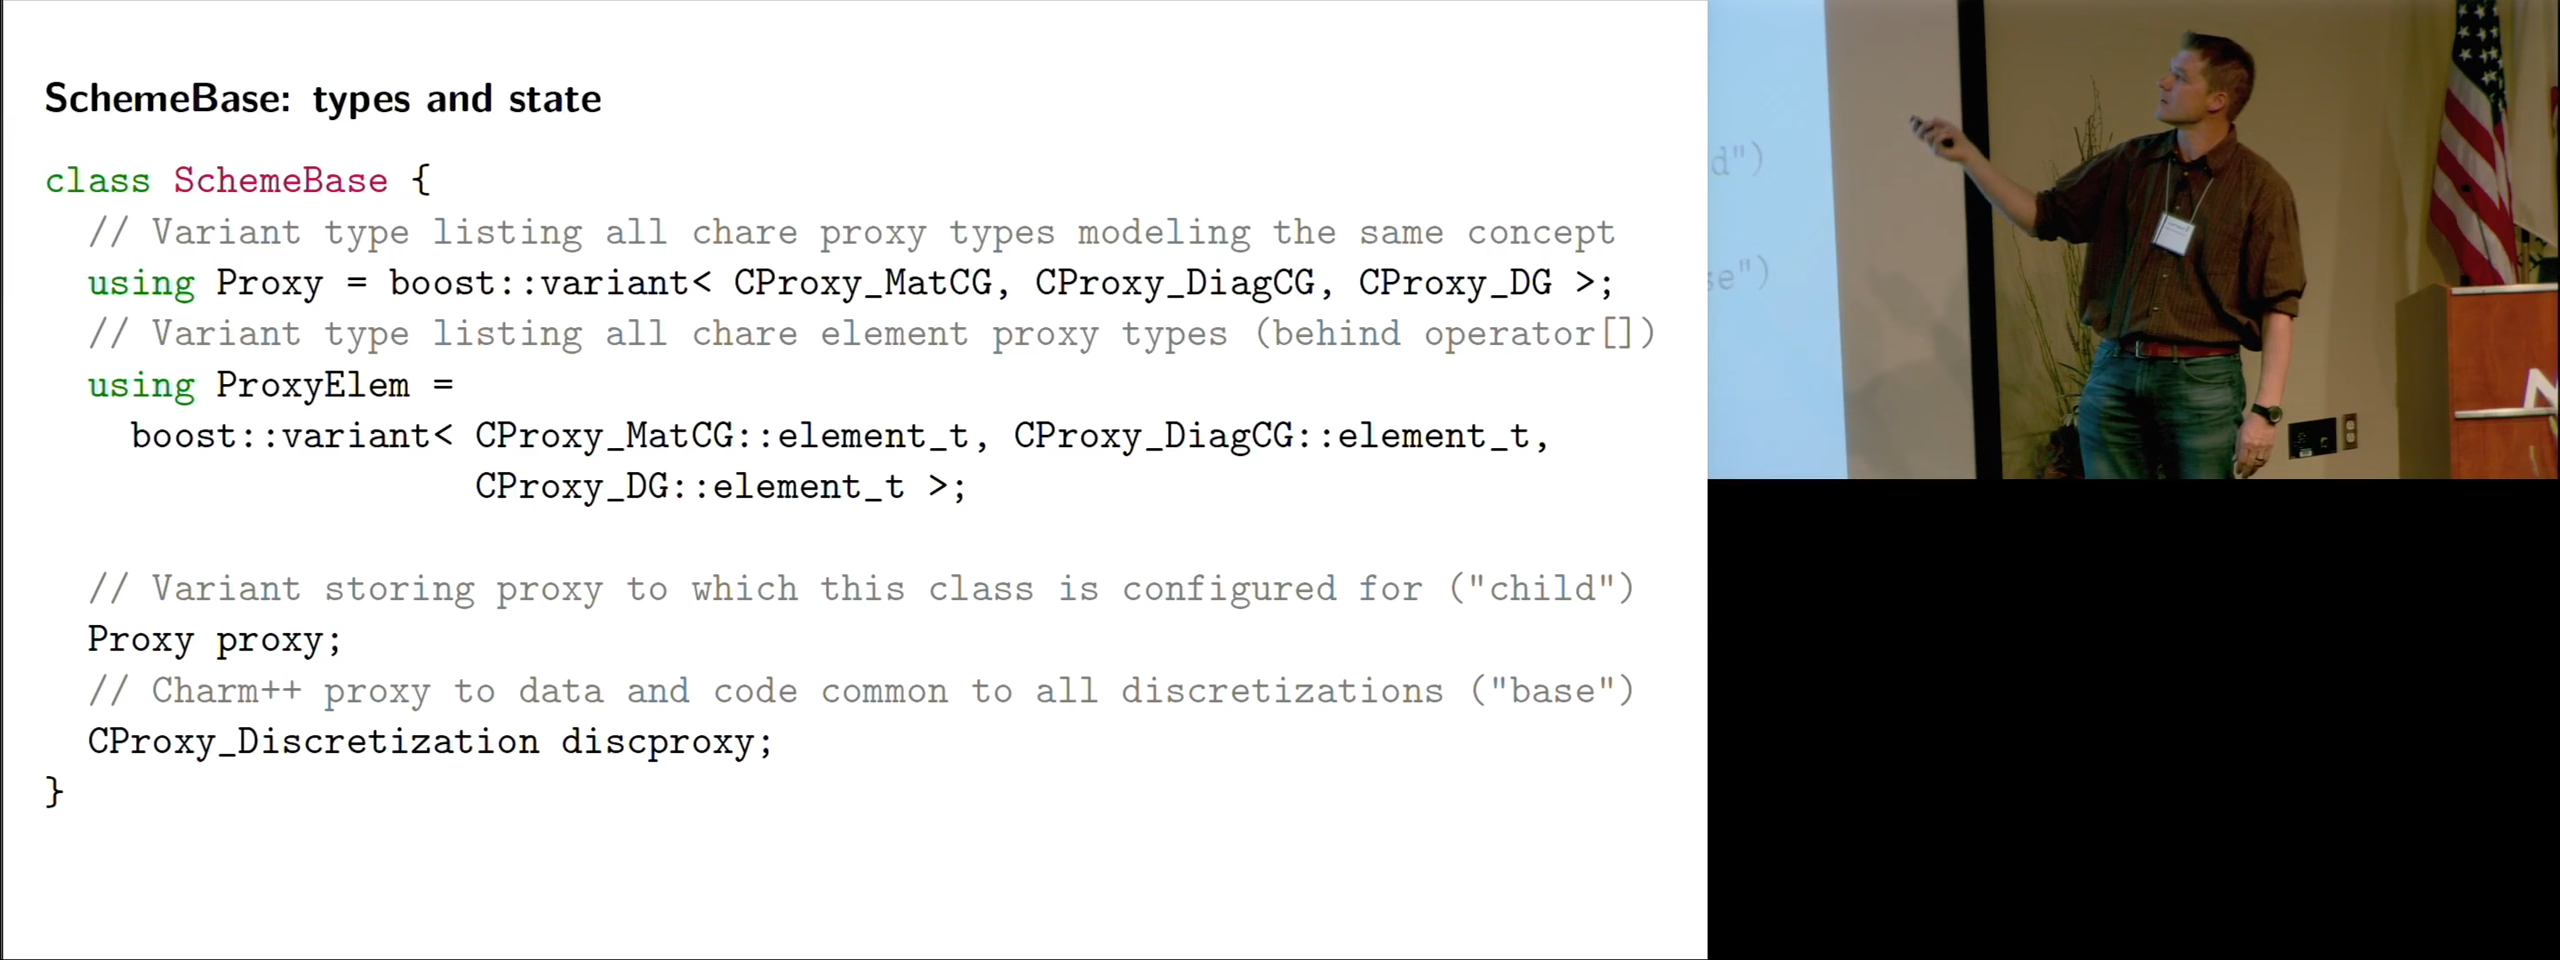 SchemeBase: types and state
class SchemeBase {
// Variant type listing all chare proxy types modeling the same concept
using Proxy = boost::variant< CProxy_MatCG, CProxy_DiagCG, CProxy_DG >;
// Variant type listing all chare element proxy types (behind operator[])
using ProxyElem =
boost::variant< CProxy_MatCG::element_t, CProxy_DiagCG::element_t,
CProxy_DG::element_t >;
// Variant storing proxy to which this class is configured for ("child")
Proxy proxy;
// Charm++ proxy to data and code common to all discretizations ("base")
CProxy_Discretization discproxy;
}
d")
se")